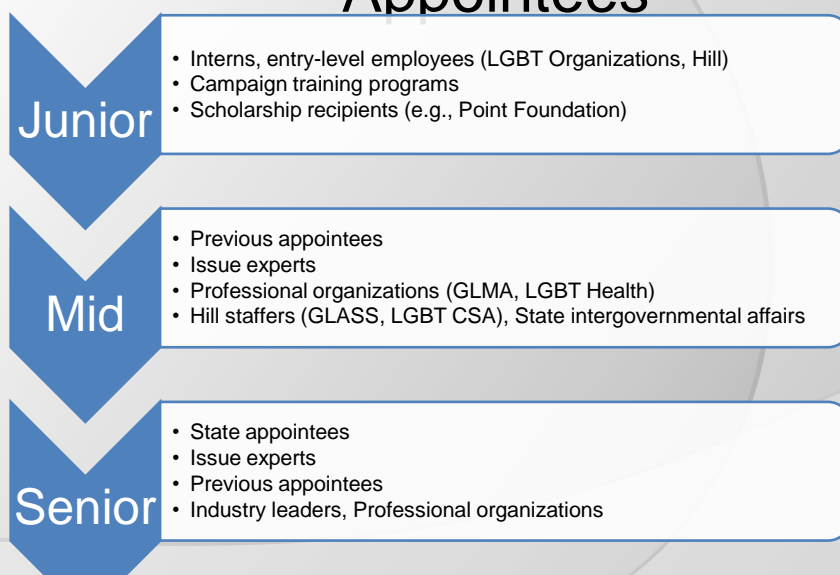 Appointees
Junior
• Interns, entry-level employees (LGBT Organizations, Hill)
• Campaign training programs
• Scholarship recipients (e.g., Point Foundation)
Mid
• Previous appointees
• Issue experts
• Professional organizations (GLMA, LGBT Health)
• Hill staffers (GLASS, LGBT CSA), State intergovernmental affairs
Senior
• State appointees
• Issue experts
• Previous appointees
• Industry leaders, Professional organizations